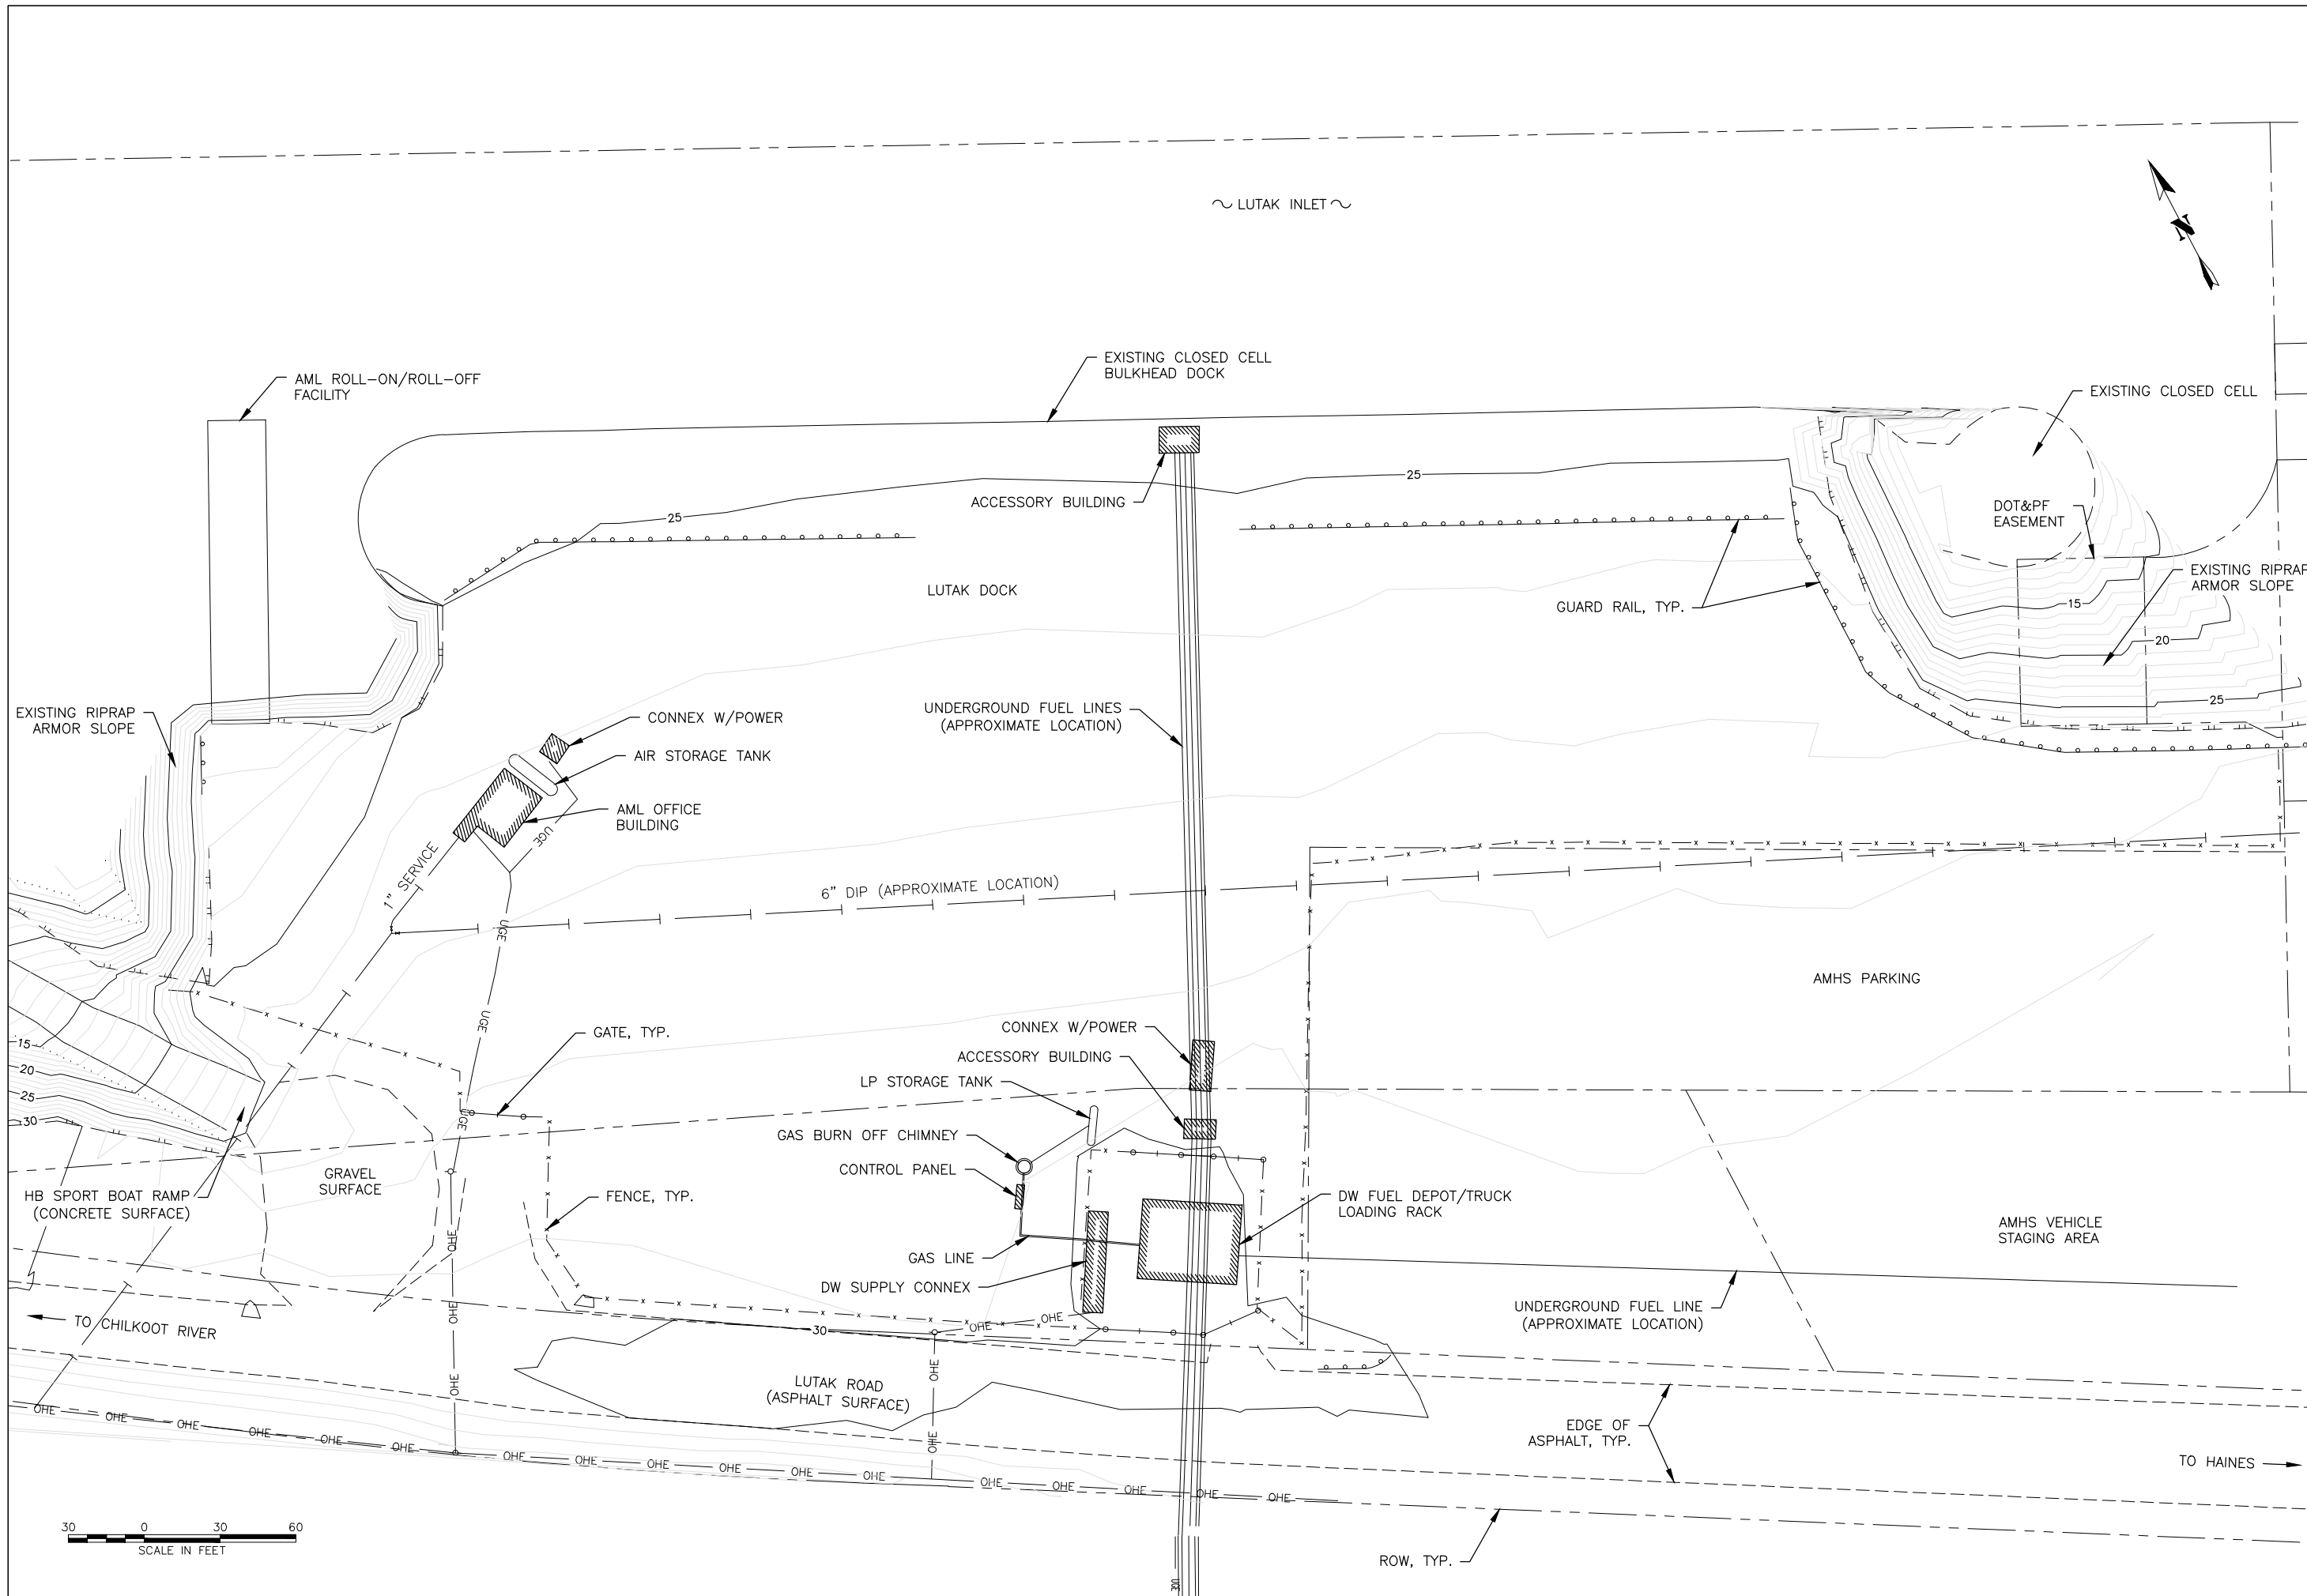 ~ LUTAK INLET ~
N
EXISTING CLOSED CELL
BULKHEAD DOCK
AML ROLL-ON/ROLL-OFF
FACILITY
EXISTING CLOSED CELL
25
ACCESSORY BUILDING
DOT&PF
EASEMENT
25
EXISTING RIPRAP
ARMOR SLOPE
LUTAK DOCK
15
GUARD RAIL, TYP.
20
25
UNDERGROUND FUEL LINES
(APPROXIMATE LOCATION)
EXISTING RIPRAP
ARMOR SLOPE
CONNEX W/POWER
AIR STORAGE TANK
AML OFFICE
BUILDING
UGE
1" SERVICE
6" DIP (APPROXIMATE LOCATION)
UGE
AMHS PARKING
UGE
GATE, TYP.
CONNEX W/POWER
ACCESSORY BUILDING
LP STORAGE TANK
15
20
25
30
UGE
GAS BURN OFF CHIMNEY
CONTROL PANEL
GRAVEL
SURFACE
HB SPORT BOAT RAMP
(CONCRETE SURFACE)
FENCE, TYP.
DW FUEL DEPOT/TRUCK
LOADING RACK
AMHS VEHICLE
STAGING AREA
OHE
GAS LINE
DW SUPPLY CONNEX
UNDERGROUND FUEL LINE
(APPROXIMATE LOCATION)
OHE
TO CHILKOOT RIVER
30
OHE
OHE
OHE
OHE
LUTAK ROAD
(ASPHALT SURFACE)
OHE
EDGE OF
ASPHALT, TYP.
TO HAINES
OHE OHE OHE OHE OHE OHE OHE OHE OHE OHE OHE OHE OHE OHE OHE OHE OHE OHE
30 0 30 60
SCALE IN FEET
ROW, TYP.
UGE